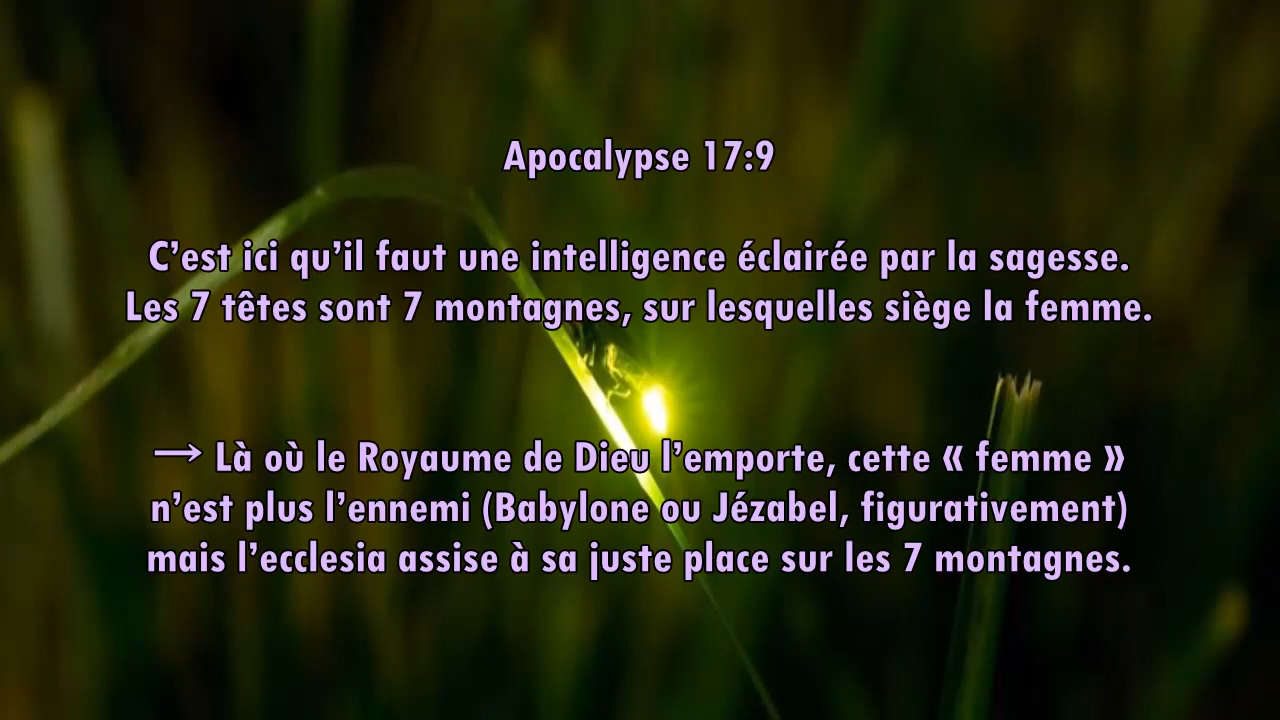 Apocalypse 17:9
C’est ici qu’il faut une intelligence éclairée par la sagesse.
Les 7 têtes sont 7 montagnes, sur lesquelles siège la femme.
→ Là où le Royaume de Dieu l’emporte, cette « femme »
n’est plus l’ennemi (Babylone ou Jézabel, figurativement)
mais l’ecclesia assise à sa juste place sur les 7 montagnes.